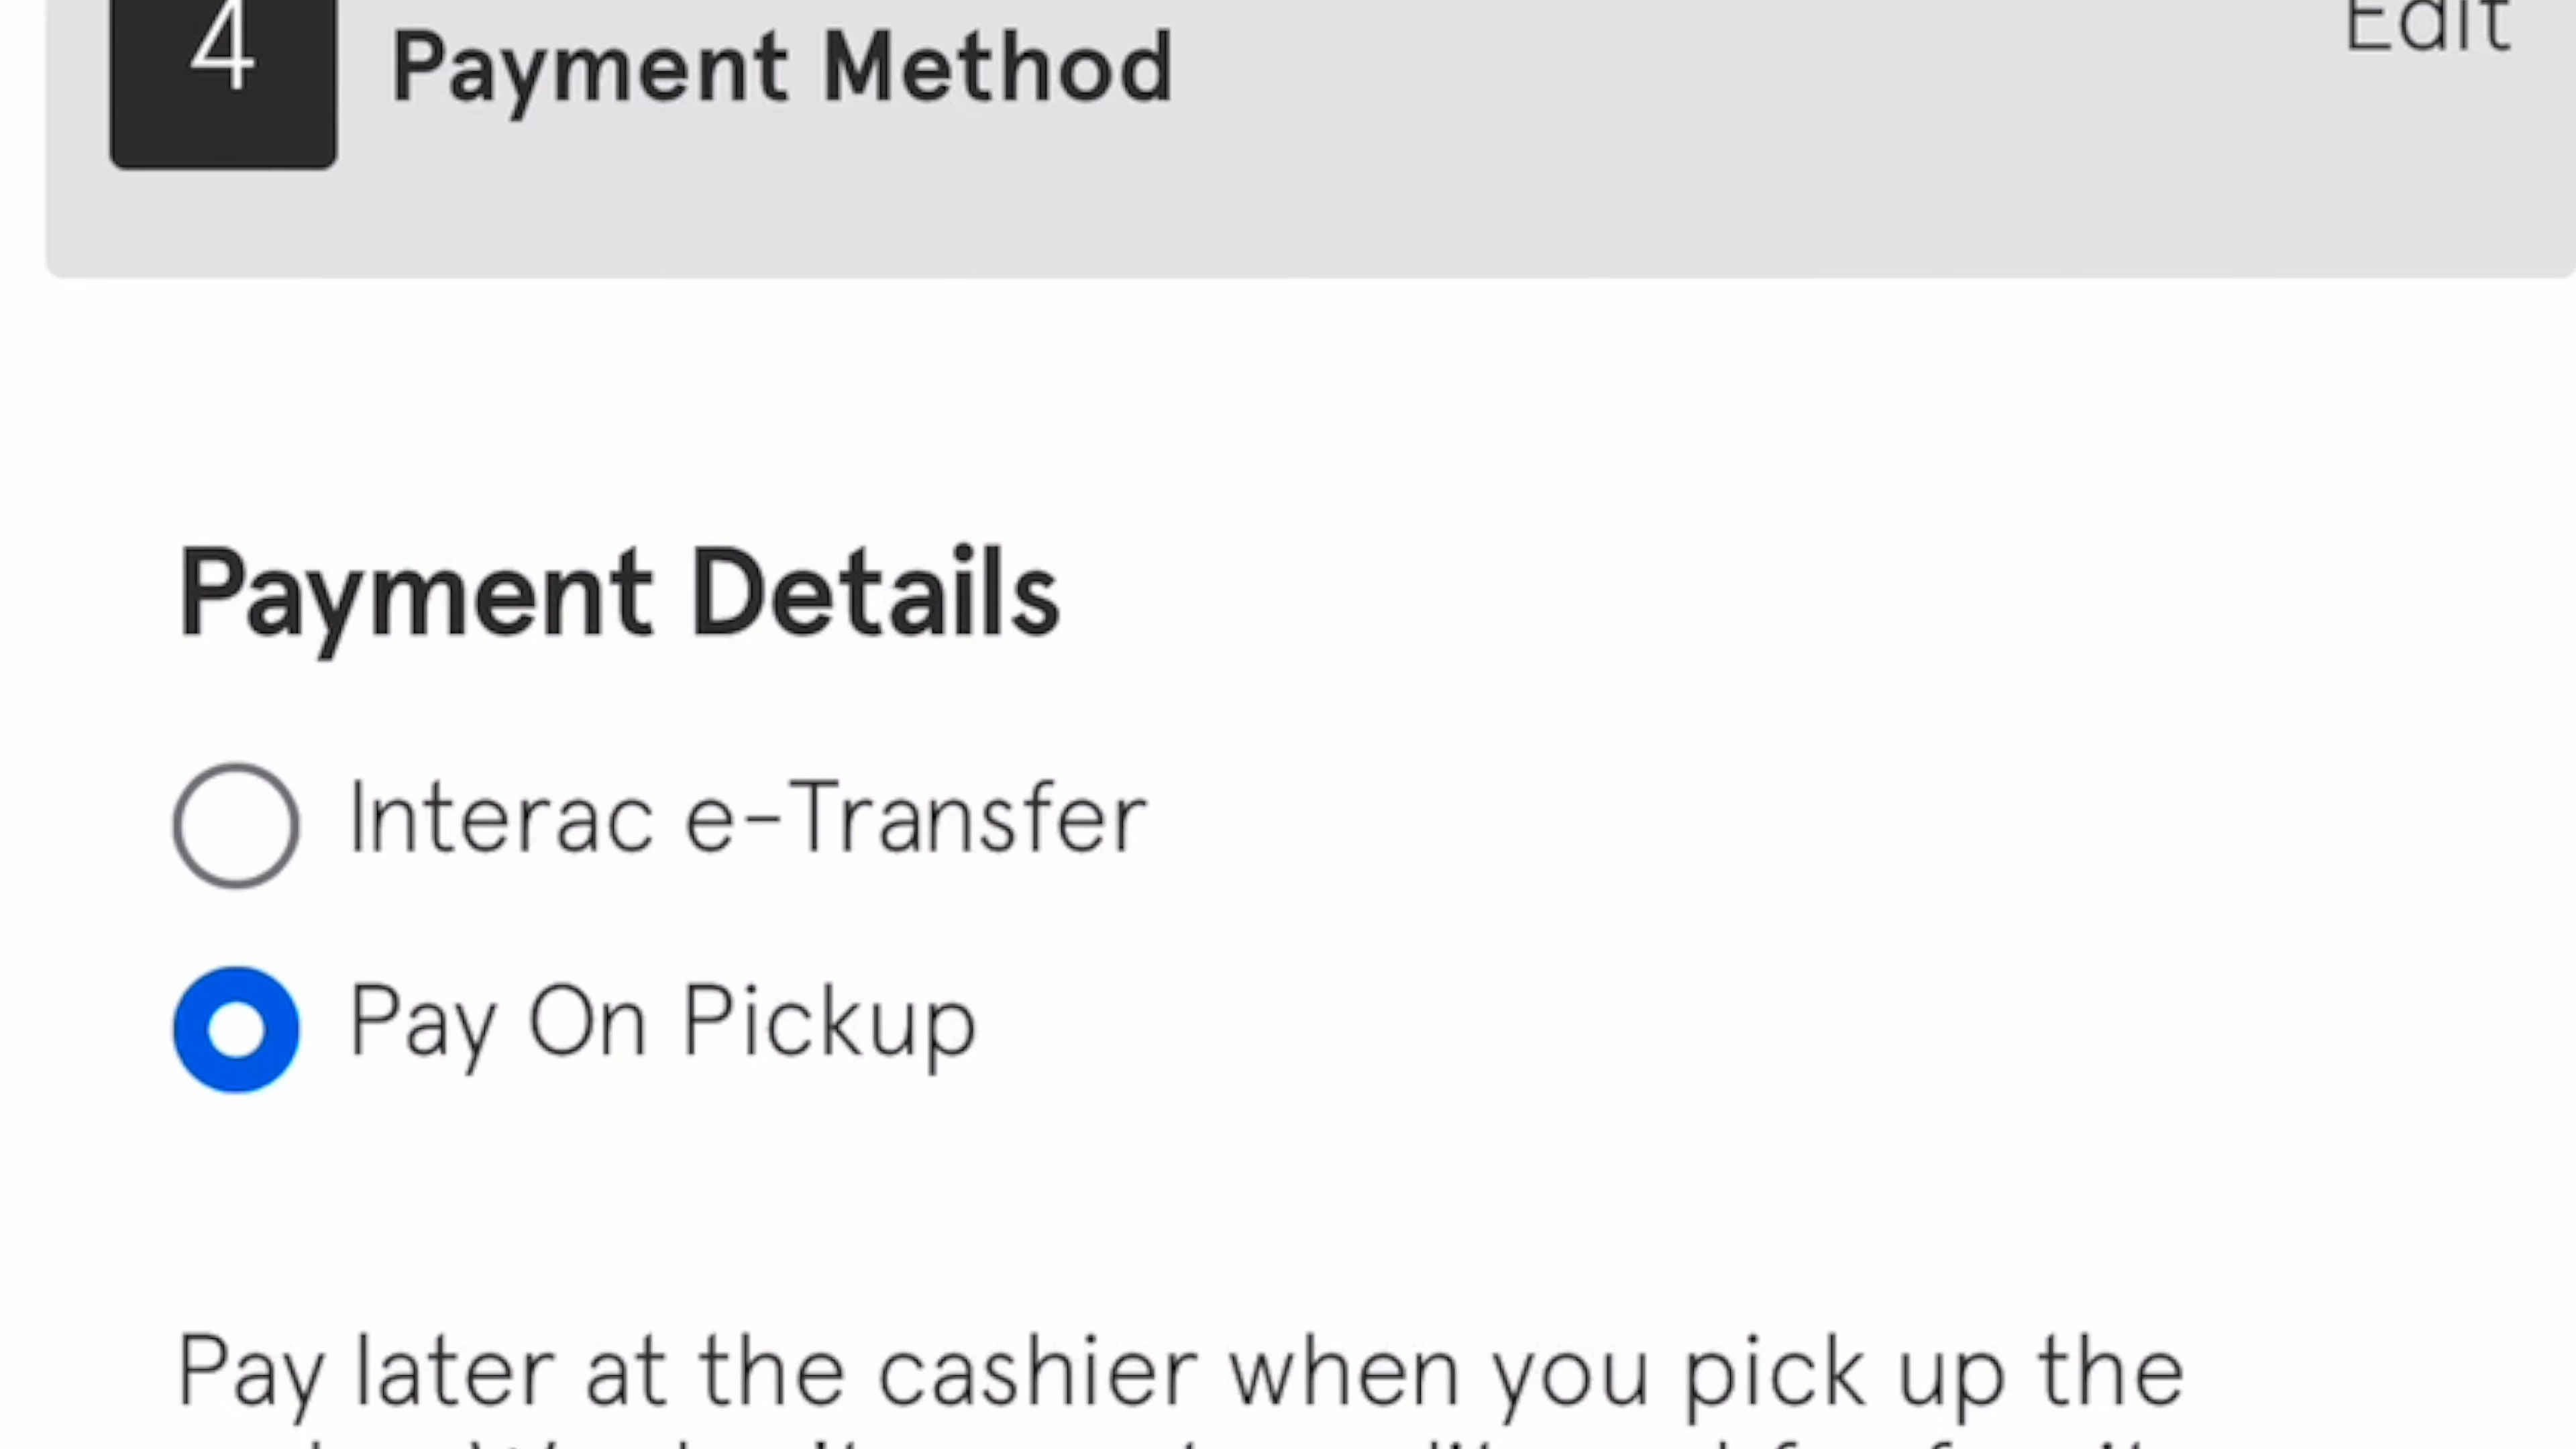 4
Payment Method
Edit
Payment Details
Interac e-Transfer
Pay On Pickup
Pay later at the cashier when you pick up the